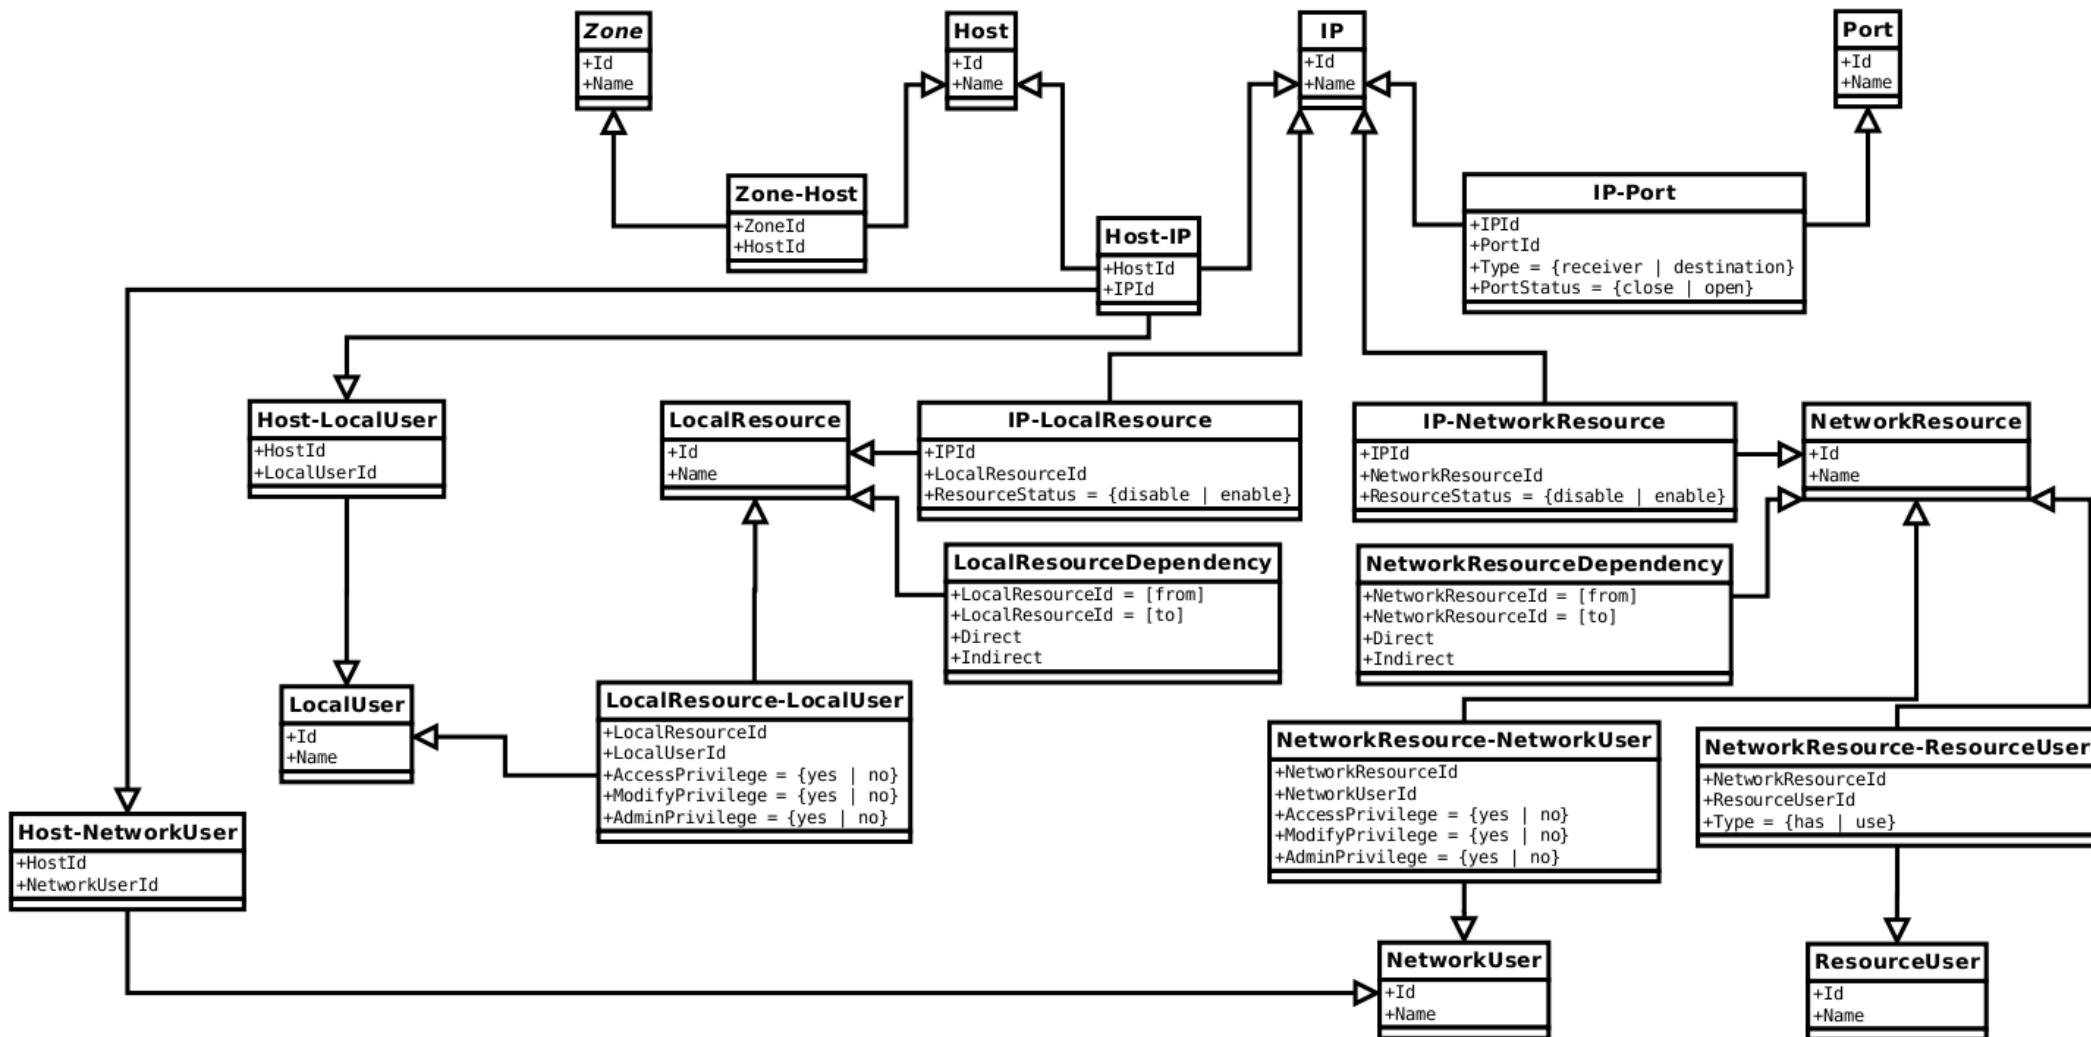 Zone
+Id
+Name
Host
+Id
+Name
IP
+Id
+Name
Port
+Id
+Name
Zone-Host
+ZoneId
+HostId
Host-IP
+HostId
+IPId
IP-Port
+IPId
+PortId
+Type = {receiver | destination}
+PortStatus = {close | open}
Host-LocalUser
+HostId
+LocalUserId
LocalResource
+Id
+Name
IP-LocalResource
+IPId
+LocalResourceId
+ResourceStatus = {disable | enable}
IP-NetworkResource
+IPId
+NetworkResourceId
+ResourceStatus = {disable | enable}
NetworkResource
+Id
+Name
LocalResourceDependency
+LocalResourceId = [from]
+LocalResourceId = [to]
+Direct
+Indirect
NetworkResourceDependency
+NetworkResourceId = [from]
+NetworkResourceId = [to]
+Direct
+Indirect
LocalUser
+Id
+Name
LocalResource-LocalUser
+LocalResourceId
+LocalUserId
+AccessPrivilege = {yes | no}
+ModifyPrivilege = {yes | no}
+AdminPrivilege = {yes | no}
NetworkResource-NetworkUser
+NetworkResourceId
+NetworkUserId
+AccessPrivilege = {yes | no}
+ModifyPrivilege = {yes | no}
+AdminPrivilege = {yes | no}
NetworkResource-ResourceUser
+NetworkResourceId
+ResourceUserId
+Type = {has | use}
Host-NetworkUser
+HostId
+NetworkUserId
NetworkUser
+Id
+Name
ResourceUser
+Id
+Name